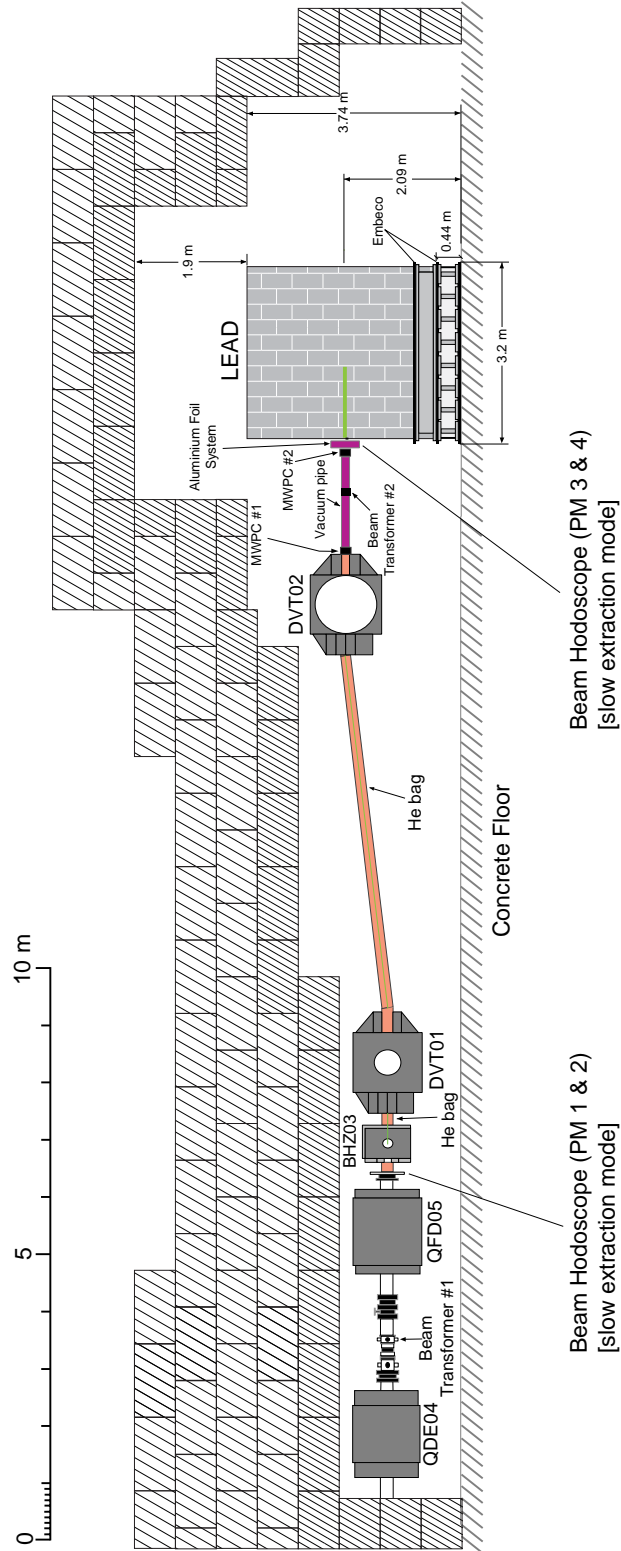 0
5
10 m
1.9 m
3.74 m
2.09 m
0.44 m
3.2 m
Embeco
LEAD
Aluminium Foil
System
MWPC #2
Vacuum pipe
MWPC #1
Beam
Transformer #2
DVT02
He bag
DVT01
He bag
BHZ03
QFD05
Beam
Transformer #1
QDE04
Concrete Floor
Beam Hodoscope (PM 1 & 2)
[slow extraction mode]
Beam Hodoscope (PM 3 & 4)
[slow extraction mode]